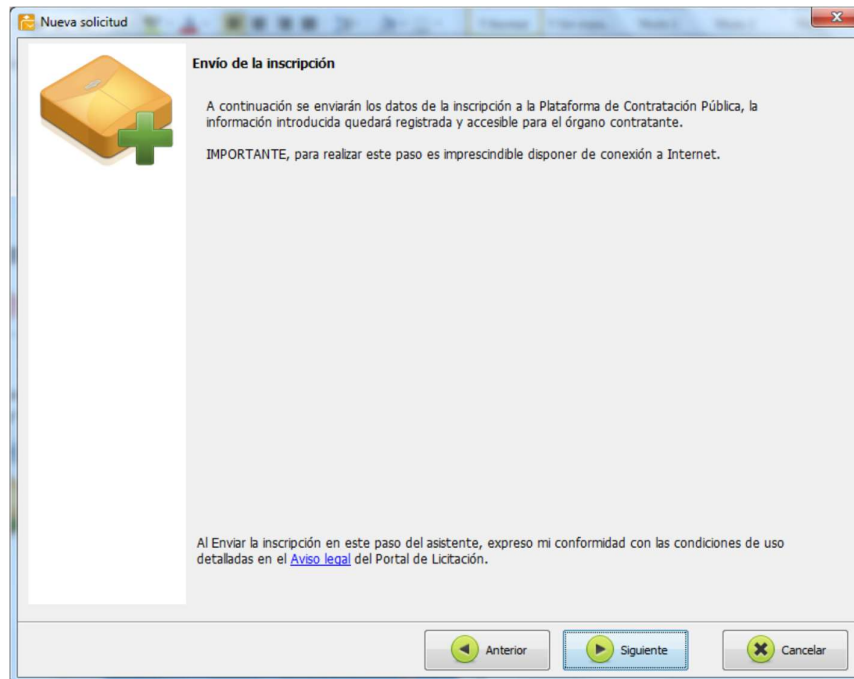 Nueva solicitud
Envío de la inscripción
A continuación se enviarán los datos de la inscripción a la Plataforma de Contratación Pública, la
información introducida quedará registrada y accesible para el órgano contratante.
IMPORTANTE, para realizar este paso es imprescindible disponer de conexión a Internet.
Al Enviar la inscripción en este paso del asistente, expreso mi conformidad con las condiciones de uso
detalladas en el Aviso legal del Portal de Licitación.
Anterior
Siguiente
Cancelar